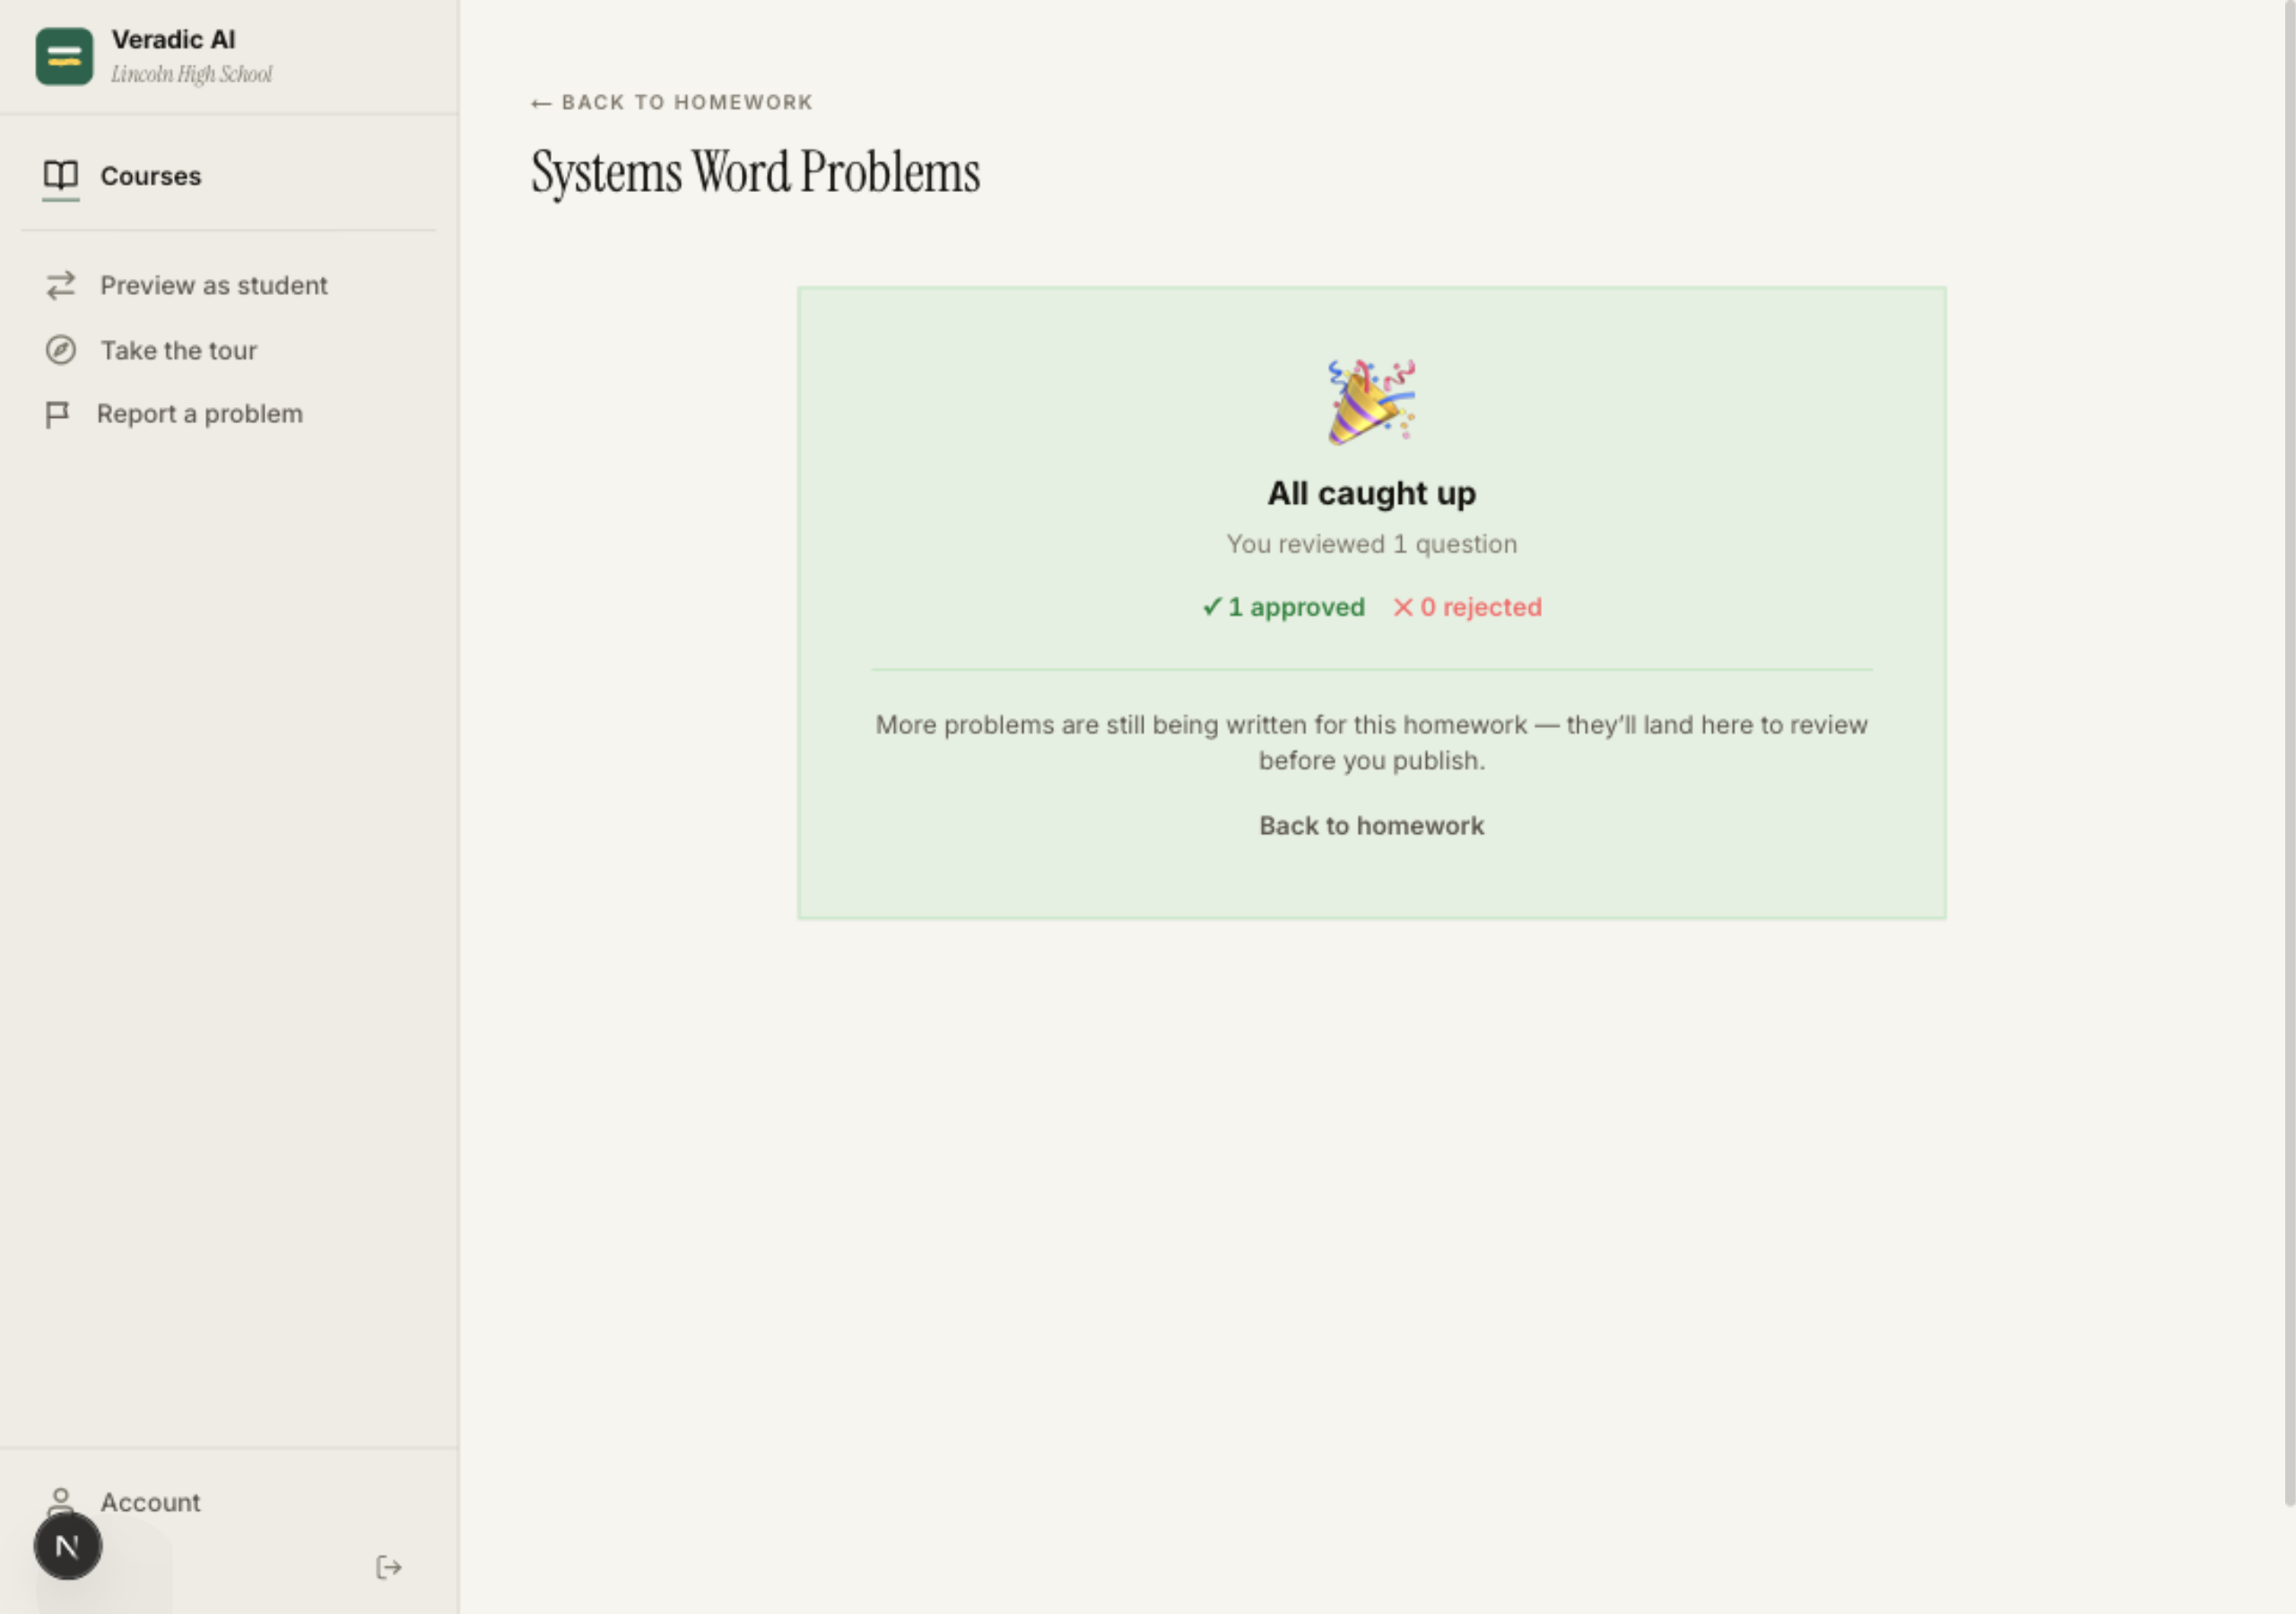 Veradic AI
Lincoln High School
Courses
Preview as student
Take the tour
Report a problem
Account
N
← BACK TO HOMEWORK
Systems Word Problems
All caught up
You reviewed 1 question
✓ 1 approved ✕ 0 rejected
More problems are still being written for this homework — they’ll land here to review
before you publish.
Back to homework